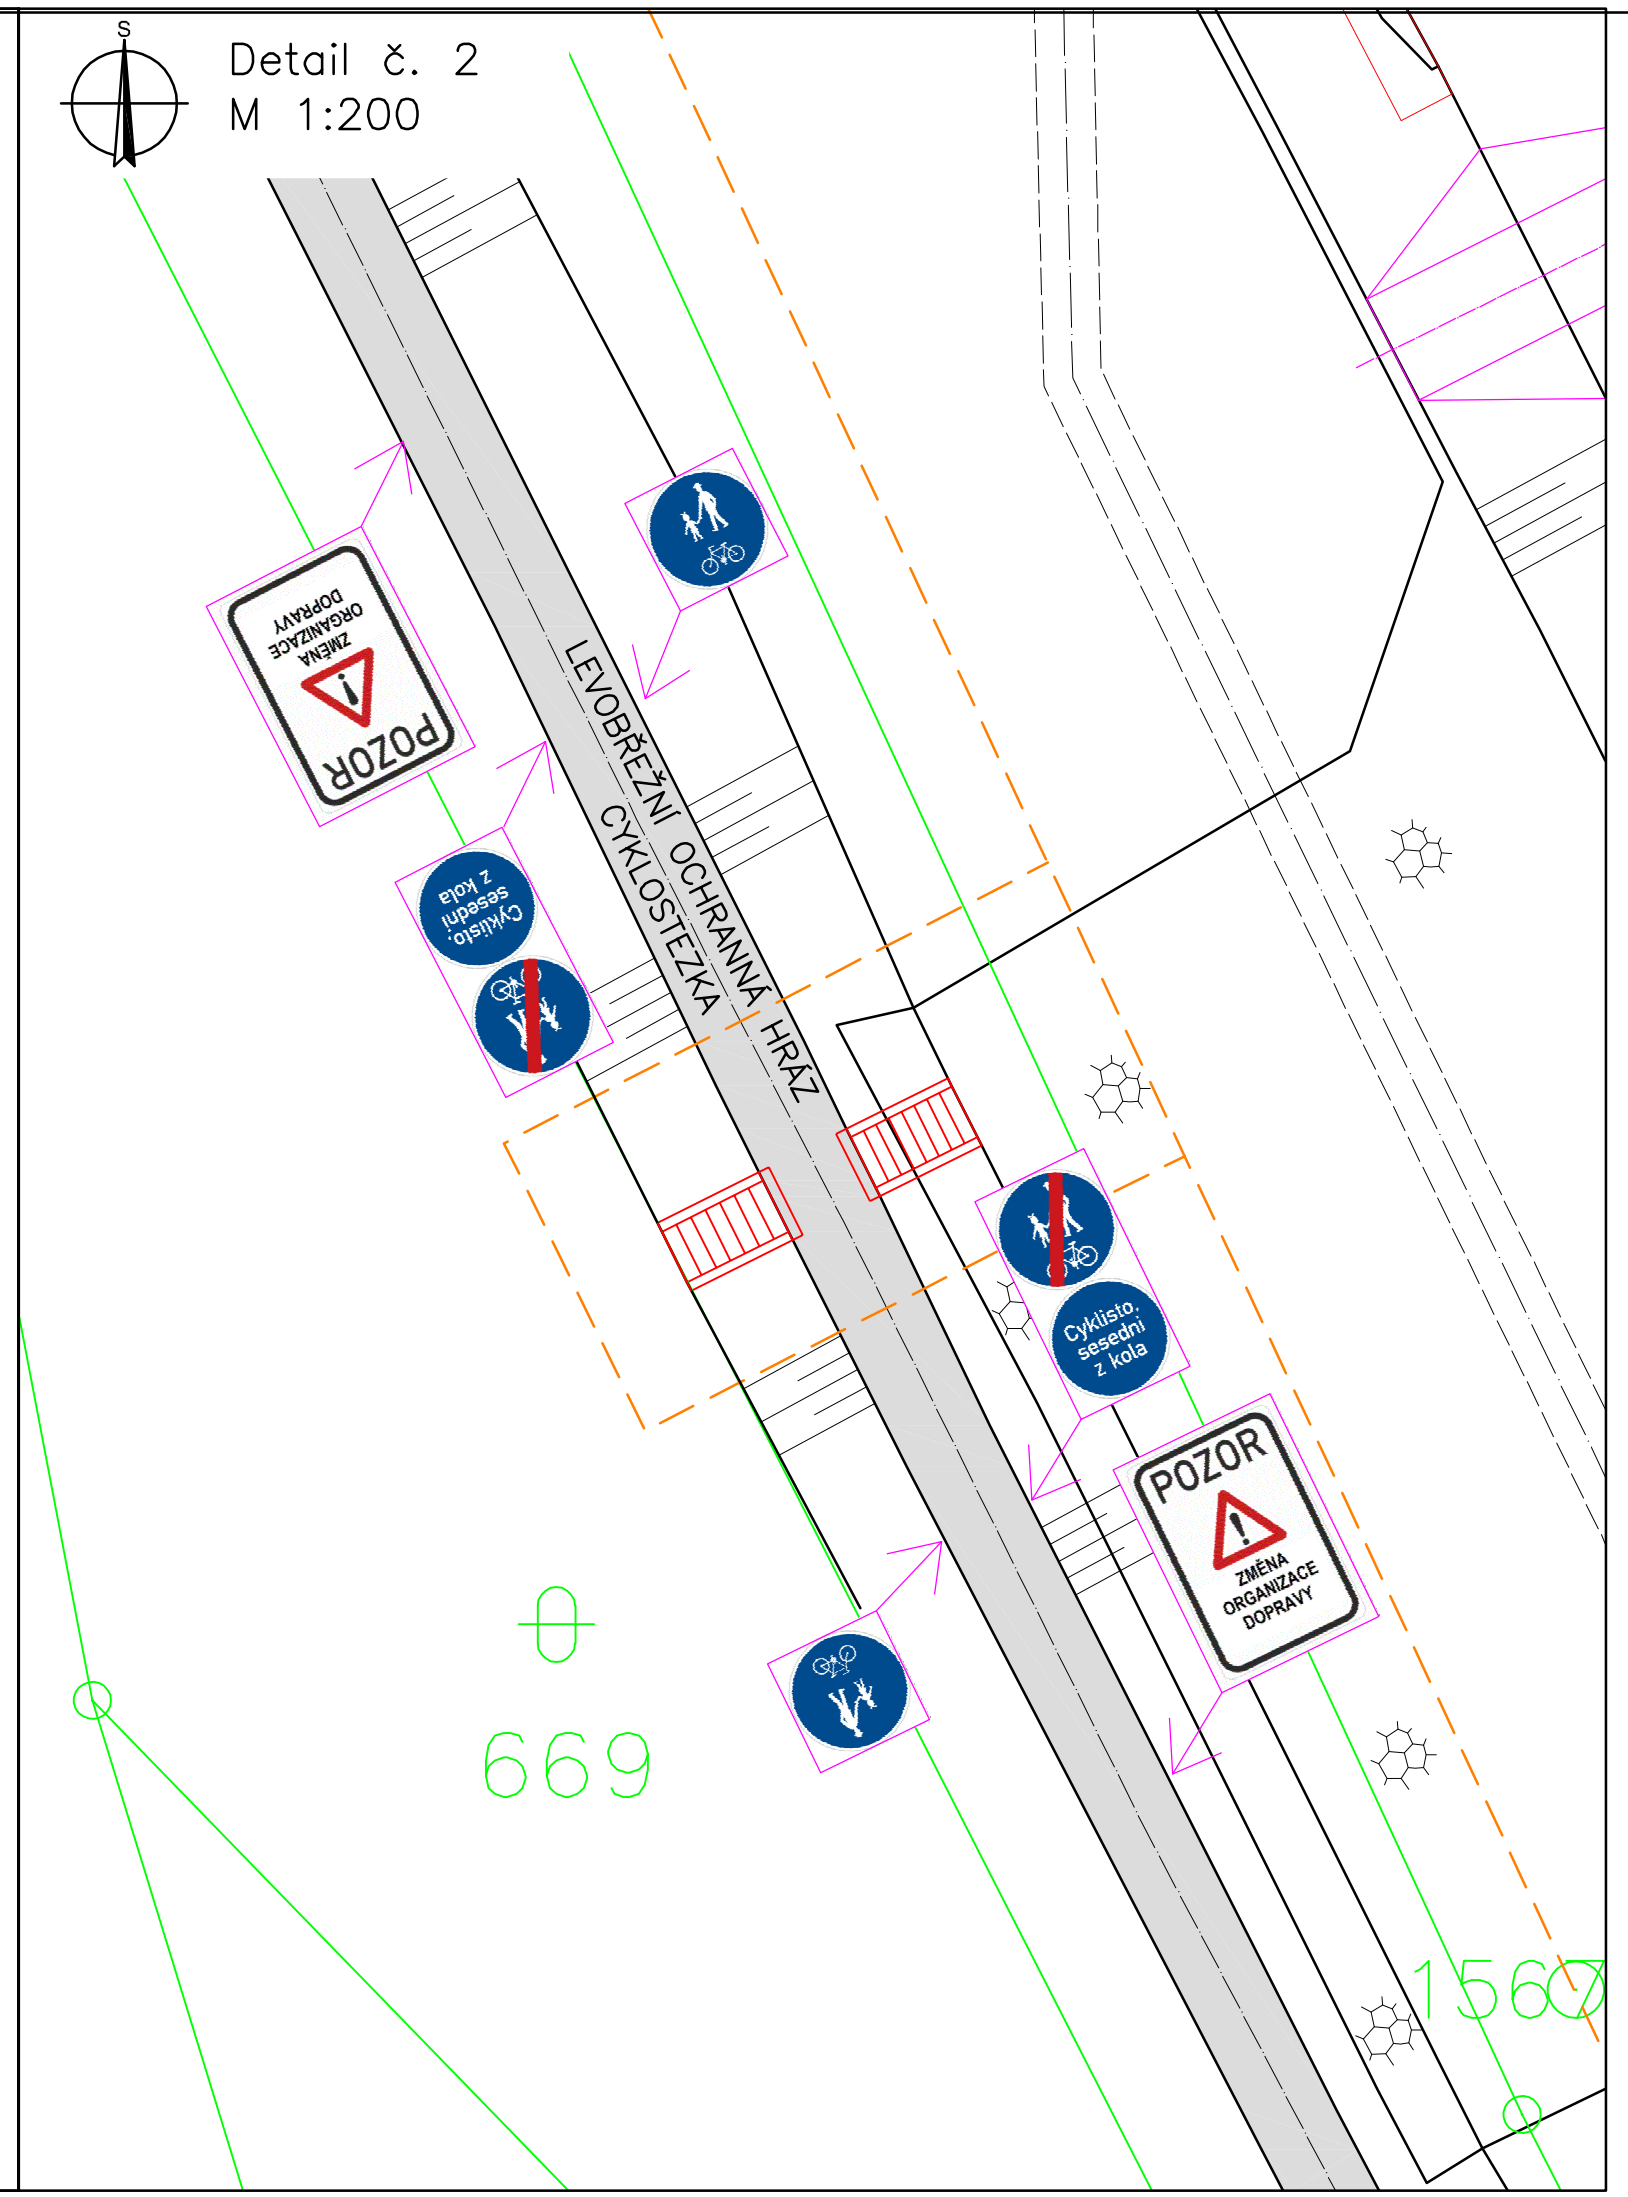 S
Detail č. 2
M 1:200
POZOR
ZMĚNA
ORGANIZACE
DOPRAVY
LEVOBŘEŽNÍ OCHRANNÁ HRÁZ
CYKLOSTEZKA
Cyklisto,
sesedni
z kola
Cyklisto,
sesedni
z kola
POZOR
ZMĚNA
ORGANIZACE
DOPRAVY
669
1567